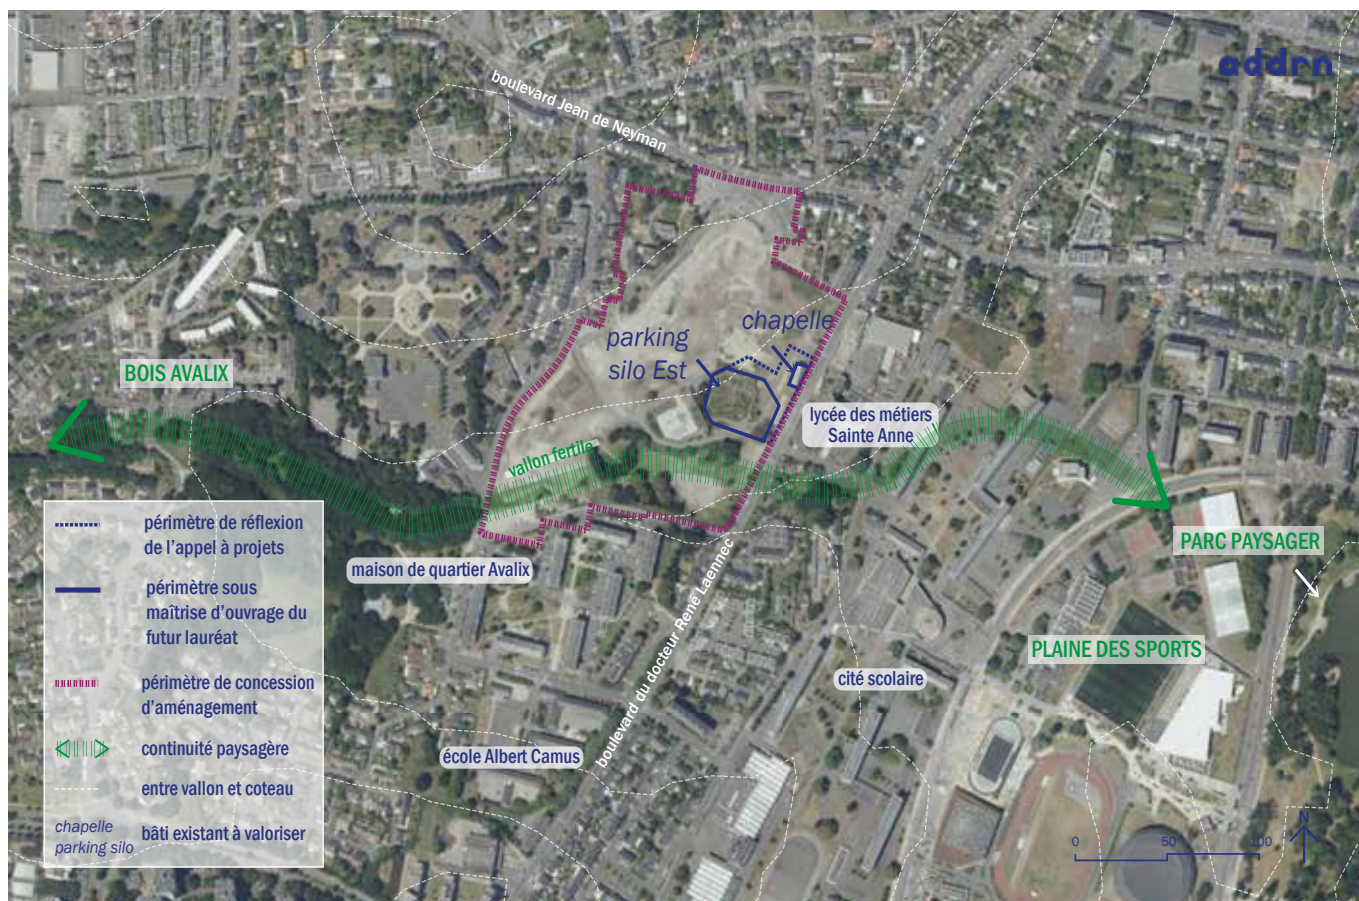 addrn
boulevard Jean de Neyman
chapelle
parking
silo Est
BOIS AVALIX
lycée des métiers
Sainte Anne
vallon fertile
périmètre de réflexion
de l'appel à projets
périmètre sous
maîtrise d'ouvrage du
futur lauréat
périmètre de concession
d'aménagement
continuité paysagère
entre vallon et coteau
chapelle
parking silo
bâti existant à valoriser
maison de quartier Avalix
PARC PAYSAGER
boulevard du docteur René Laennec
PLAINE DES SPORTS
cité scolaire
école Albert Camus
N
0 50 100